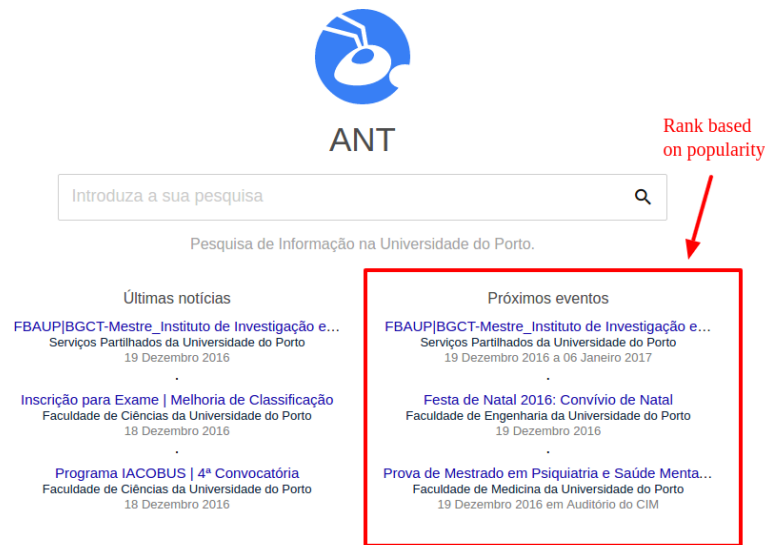 ANT
Rank based
on popularity
Introduza a sua pesquisa
Pesquisa de Informação na Universidade do Porto.
Últimas notícias
FBAUP|BGCT-Mestre_Instituto de Investigação e...
Serviços Partilhados da Universidade do Porto
19 Dezembro 2016
.
Inscrição para Exame | Melhoria de Classificação
Faculdade de Ciências da Universidade do Porto
18 Dezembro 2016
.
Programa IACOBUS | 4ª Convocatória
Faculdade de Ciências da Universidade do Porto
18 Dezembro 2016
Próximos eventos
FBAUP|BGCT-Mestre_Instituto de Investigação e...
Serviços Partilhados da Universidade do Porto
19 Dezembro 2016 a 06 Janeiro 2017
.
Festa de Natal 2016: Convívio de Natal
Faculdade de Engenharia da Universidade do Porto
19 Dezembro 2016
.
Prova de Mestrado em Psiquiatria e Saúde Menta...
Faculdade de Medicina da Universidade do Porto
19 Dezembro 2016 em Auditório do CIM